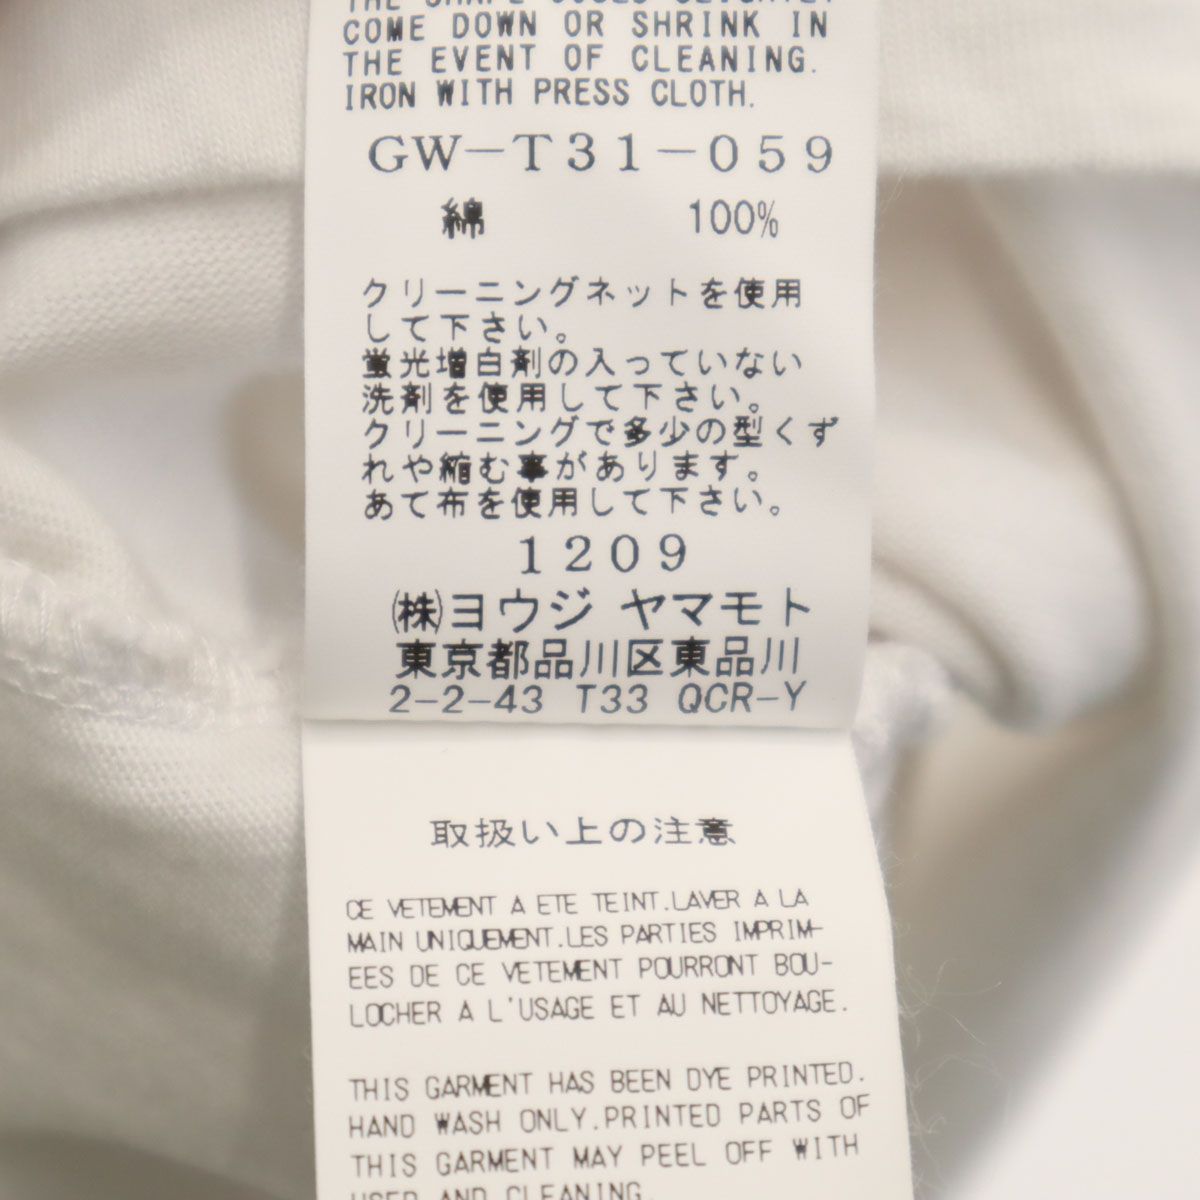 THE SHAPE COULD SLIGHTLY
COME DOWN OR SHRINK IN
THE EVENT OF CLEANING.
IRON WITH PRESS CLOTH.
GW-T31-059
綿 100%
クリーニングネットを使用
して下さい。
蛍光増白剤の入っていない
洗剤を使用して下さい。
クリーニングで多少の型くず
れや縮む事があります。
あて布を使用して下さい。
1209
㈱ヨウジ ヤマモト
東京都品川区東品川
2-2-43 T33 QCR-Y
取扱い上の注意
CE VETEMENT A ETE TEINT.LAVER A LA
MAIN UNIQUEMENT.LES PARTIES IMPRIM-
EES DE CE VETEMENT POURRONT BOU-
LOCHER A L'USAGE ET AU NETTOYAGE.
THIS GARMENT HAS BEEN DYE PRINTED.
HAND WASH ONLY.PRINTED PARTS OF
THIS GARMENT MAY PEEL OFF WITH
USED AND CLEANING.